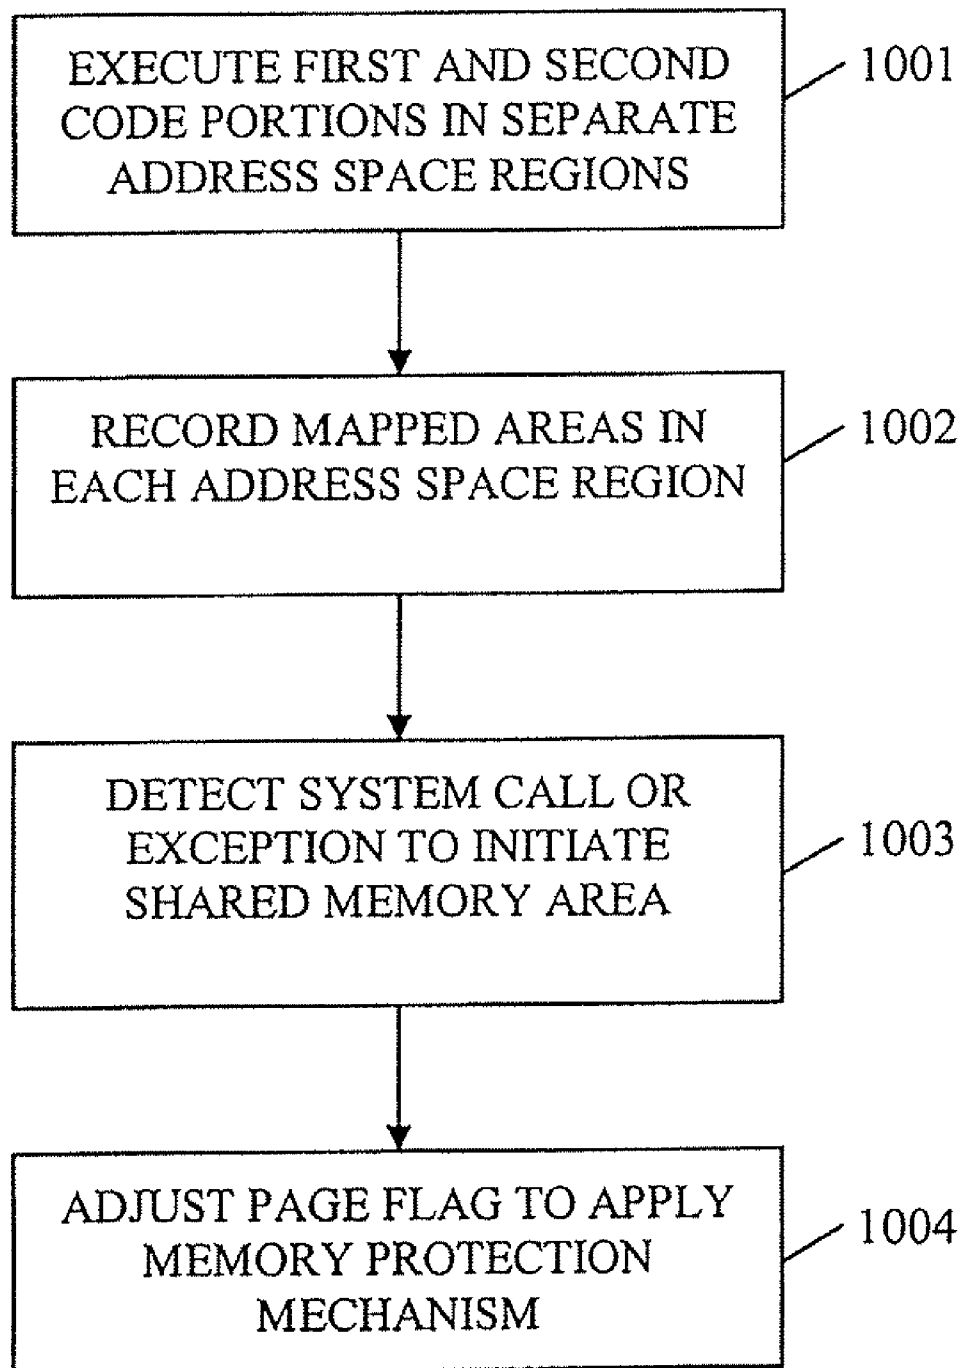 EXECUTE FIRST AND SECOND
CODE PORTIONS IN SEPARATE
ADDRESS SPACE REGIONS
1001
RECORD MAPPED AREAS IN
EACH ADDRESS SPACE REGION
1002
DETECT SYSTEM CALL OR
EXCEPTION TO INITIATE
SHARED MEMORY AREA
1003
ADJUST PAGE FLAG TO APPLY
MEMORY PROTECTION
MECHANISM
1004